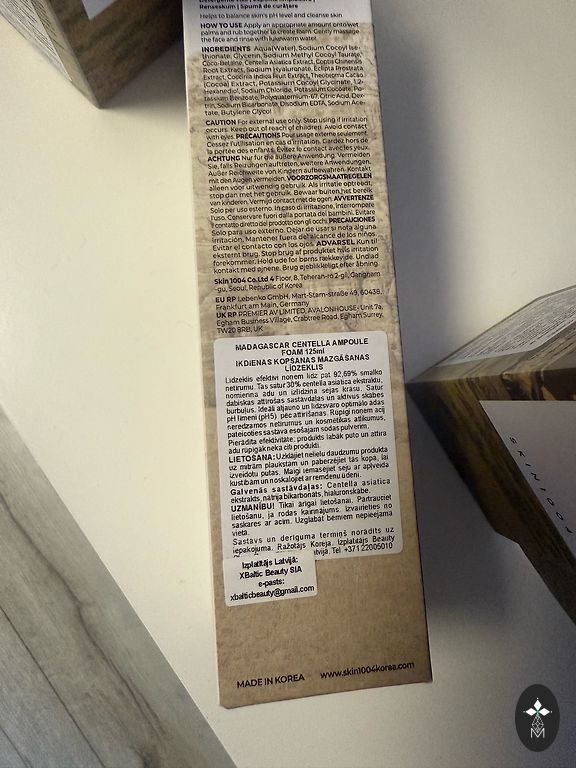 Renseskum | Spumă de curățare
Helps to balance skin's pH level and cleanse skin
HOW TO USE Apply an appropriate amount onto wet
palms and rub together to create foam. Gently massage
the face and rinse with lukewarm water.
INGREDIENTS Aqua(Water), Sodium Cocoyl Ise-
thionate, Glycerin, Sodium Methyl Cocoyl Taurate,
Coco-betaine, Centella Asiatica Extract, Coptis Chinensis
Root Extract, Sodium Hyaluronate, Eclipta Prostrata
Extract, Coccinia Indica Fruit Extract, Theobroma Cacao
(Cocoa) Extract, Potassium Cocoyl Glycinate, 1,2-
Hexanediol, Sodium Chloride, Potassium Cocoate, Po-
tassium Benzoate, Polyquaternium-67, Citric Acid, Dex-
trin, Sodium Bicarbonate, Disodium EDTA, Sodium Ace-
tate, Butylene Glycol
CAUTION For external use only. Stop using if irritation
occurs. Keep out of reach of children. Avoid contact
with eyes. PRÉCAUTIONS Pour usage externe seulement.
Cessez l'utilisation en cas d'irritation. Gardez hors de
la portée des enfants. Évitez le contact avec les yeux.
ACHTUNG Nur für die äußere Anwendung. Vermeiden
Sie, falls Reizungen auftreten, weitere Anwendungen.
Außer Reichweite von Kindern aufbewahren. Kontakt
mit den Augen vermeiden. VOORZORGSMAATREGELEN
alleen voor uitwendig gebruik. Als irritatie optreedt,
stop dan met het gebruik. Bewaar buiten het bereik
van kinderen. Vermijd contact met de ogen. AVVERTENZE
Solo per uso esterno. In caso di irritazione, interrompere
l'uso. Conservare fuori dalla portata dei bambini. Evitare
il contatto diretto del prodotto con gli occhi. PRECAUCIONES
Solo para uso externo. Dejar de usar si nota alguna
irritación. Mantener fuera del alcance de los niños.
Evitar el contacto con los ojos. ADVARSEL Kun til
eksternt brug. Stop brug af produktet hvis irritation
forekommer. Hold ude for børns rækkevidde. Undlad
kontakt med øjnene. Brug øjeblikkeligt efter åbning.
Skin 1004 Co.Ltd 4 Floor, 8, Teheran-ro 2-gil, Gangnam
-gu, Seoul, Republic of Korea
EU RP Lebenko GmbH, Mart-Stam-straße 49, 60438,
Frankfurt am Main, Germany
UK RP PREMIER AV LIMITED, AVALONHOUSE-Unit 7a,
Egham Business Village, Crabtree Road, Egham Surrey,
TW20 8RB, UK
MADAGASCAR CENTELLA AMPOULE
FOAM 125ml
IKDIENAS KOPŠANAS MAZGĀŠANAS
LĪDZEKLIS
Līdzeklis efektīvi noņem līdz pat 92,69% smalko
netīrumu. Tas satur 30% centella asiatica ekstraktu,
nomierina ādu un izlīdzina sejas krāsu. Satur
dabiskas attīrošas sastāvdaļas un aktīvus skābes
burbuļus. Ideāli atjauno un līdzsvaro optimālo ādas
pH līmeni (pH5) pēc attīrīšanas. Rūpīgi noņem acij
neredzamos netīrumus un kosmētikas atlikumus,
pateicoties sastāvā esošajam sodas pulverim.
Pierādīta efektivitāte: produkts labāk puto un attīra
ādu rūpīgāk nekā citi produkti.
LIETOŠANA: Uzklājiet nelielu daudzumu produkta
uz mitrām plaukstām un paberzējiet tās kopā, lai
izveidotu putas. Maigi iemasējiet seju ar apļveida
kustībām un noskalojiet ar remdenu ūdeni.
Galvenās sastāvdaļas: Centella asiatica
ekstrakts, nātrija bikarbonāts, hialuronskābe.
UZMANĪBU! Tikai ārīgai lietošanai. Pārtrauciet
lietošanu, ja rodas kairinājums. Izvairieties no
saskares ar acīm. Uzglabāt bērniem nepieejamā
vietā.
Sastāvs un derīguma termiņš norādīts uz
iepakojuma. Ražotājs Koreja. Izplatītājs Beauty
Latvijā. Tel +371 22005010
Izplatītājs Latvijā:
XBaltic Beauty SIA
e-pasts:
xbalticbeauty@gmail.com
MADE IN KOREA www.skin1004korea.com
SKIN1004
M